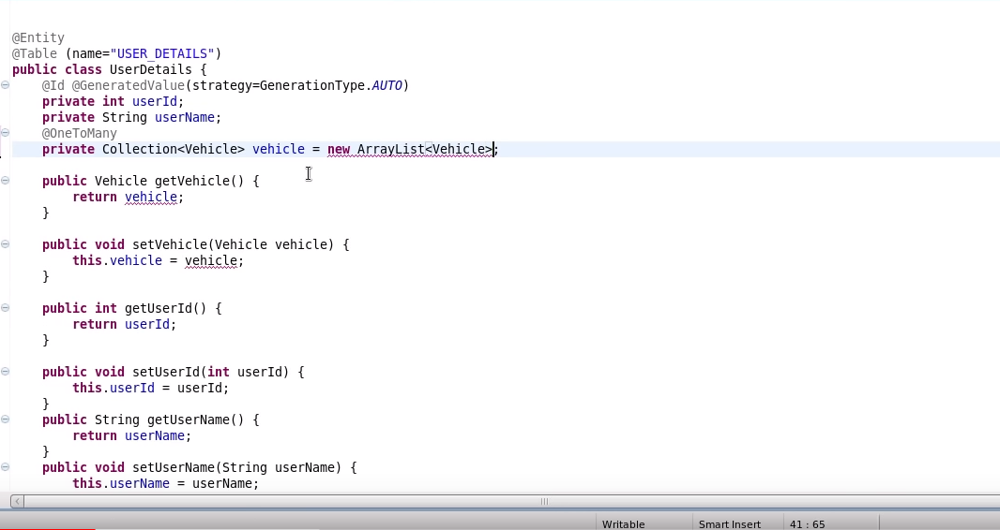 @Entity
@Table (name="USER_DETAILS")
public class UserDetails {
@Id @GeneratedValue(strategy=GenerationType.AUTO)
private int userId;
private String userName;
@OneToMany
private Collection<Vehicle> vehicle = new ArrayList<Vehicle>;
public Vehicle getVehicle() {
return vehicle;
}
public void setVehicle(Vehicle vehicle) {
this.vehicle = vehicle;
}
public int getUserId() {
return userId;
}
public void setUserId(int userId) {
this.userId = userId;
}
public String getUserName() {
return userName;
}
public void setUserName(String userName) {
this.userName = userName;
Writable Smart Insert 41 : 65